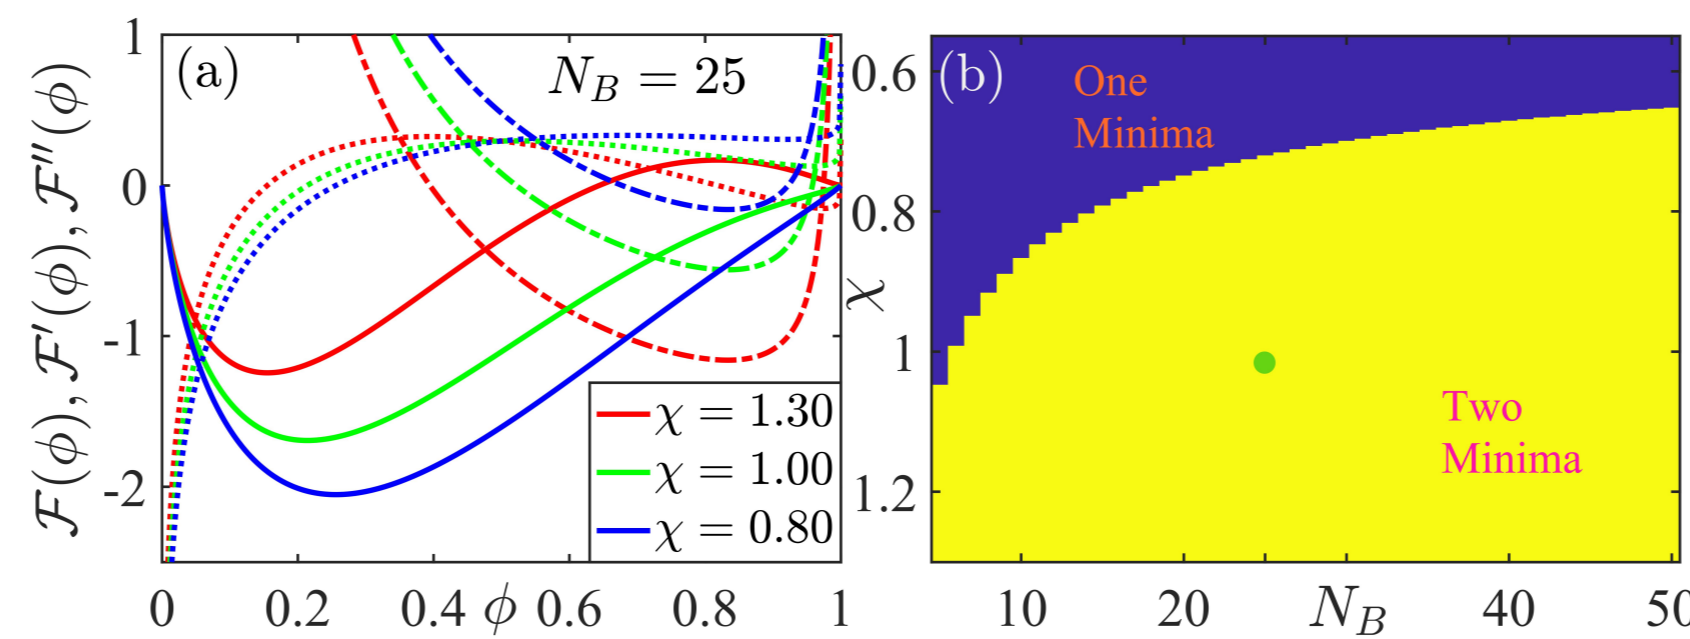 (a)
N_B = 25
F(ϕ), F′(ϕ), F″(ϕ)
1
0
-1
-2
χ = 1.30
χ = 1.00
χ = 0.80
0 0.2 0.4 ϕ 0.6 0.8 1
(b)
One
Minima
Two
Minima
χ
0.6
0.8
1
1.2
10 20 N_B 40 50